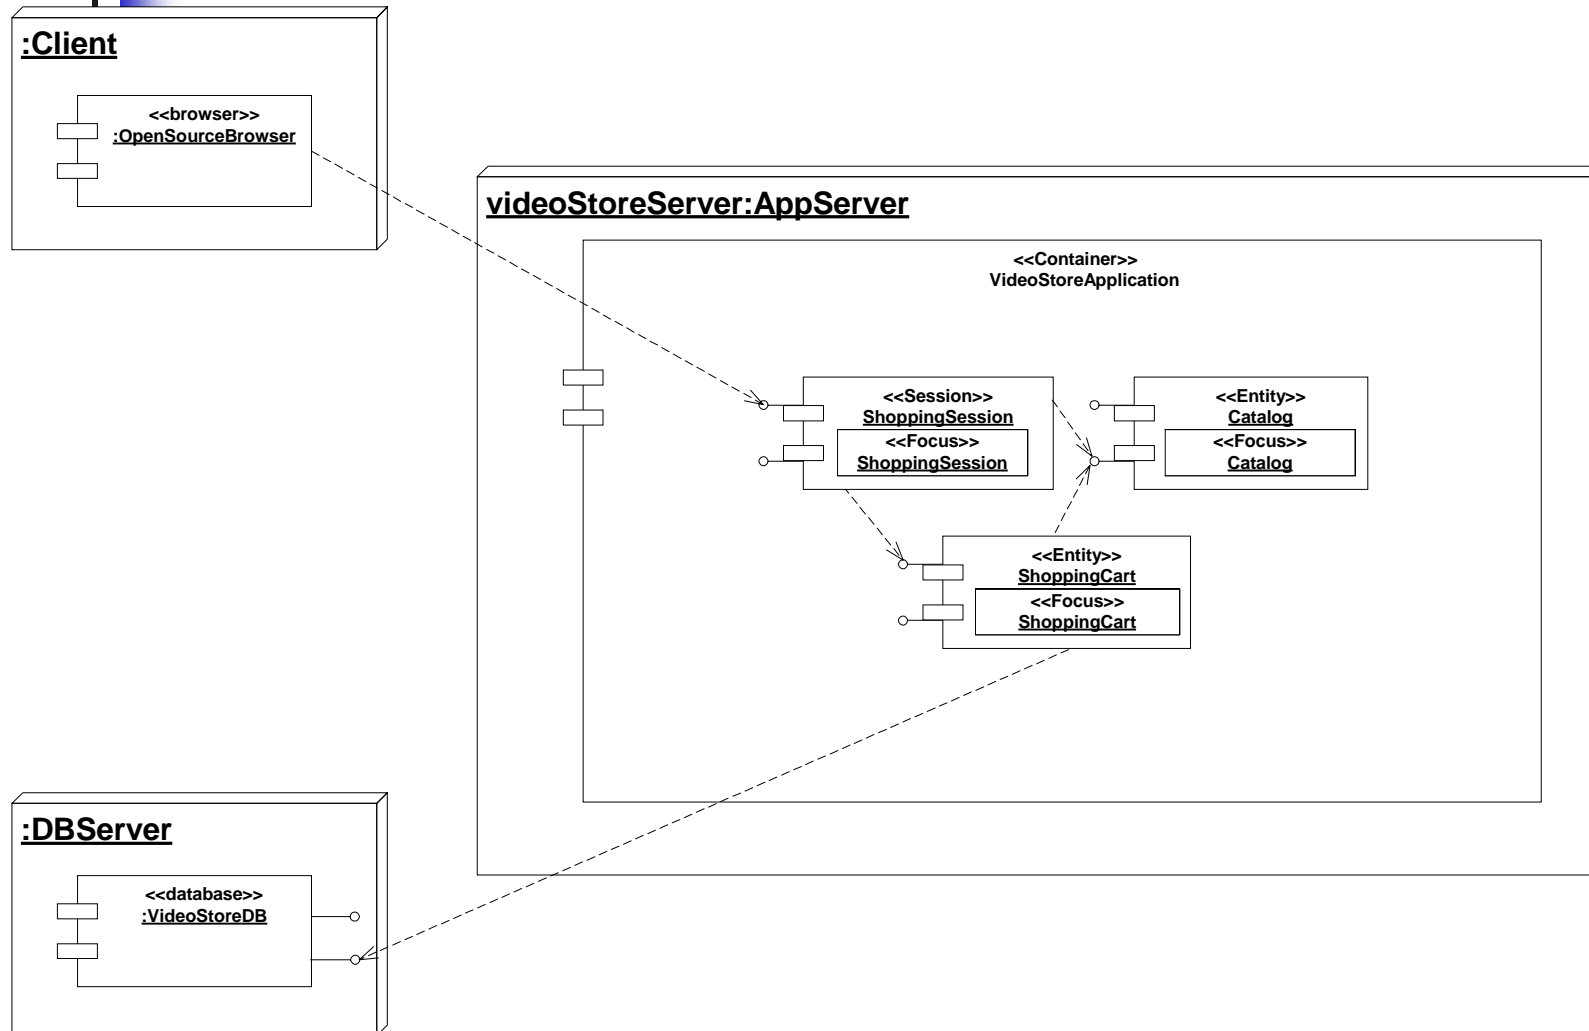 :Client
<<browser>>
:OpenSourceBrowser
videoStoreServer:AppServer
<<Container>>
VideoStoreApplication
<<Session>>
ShoppingSession
<<Focus>>
ShoppingSession
<<Entity>>
Catalog
<<Focus>>
Catalog
<<Entity>>
ShoppingCart
<<Focus>>
ShoppingCart
:DBServer
<<database>>
:VideoStoreDB